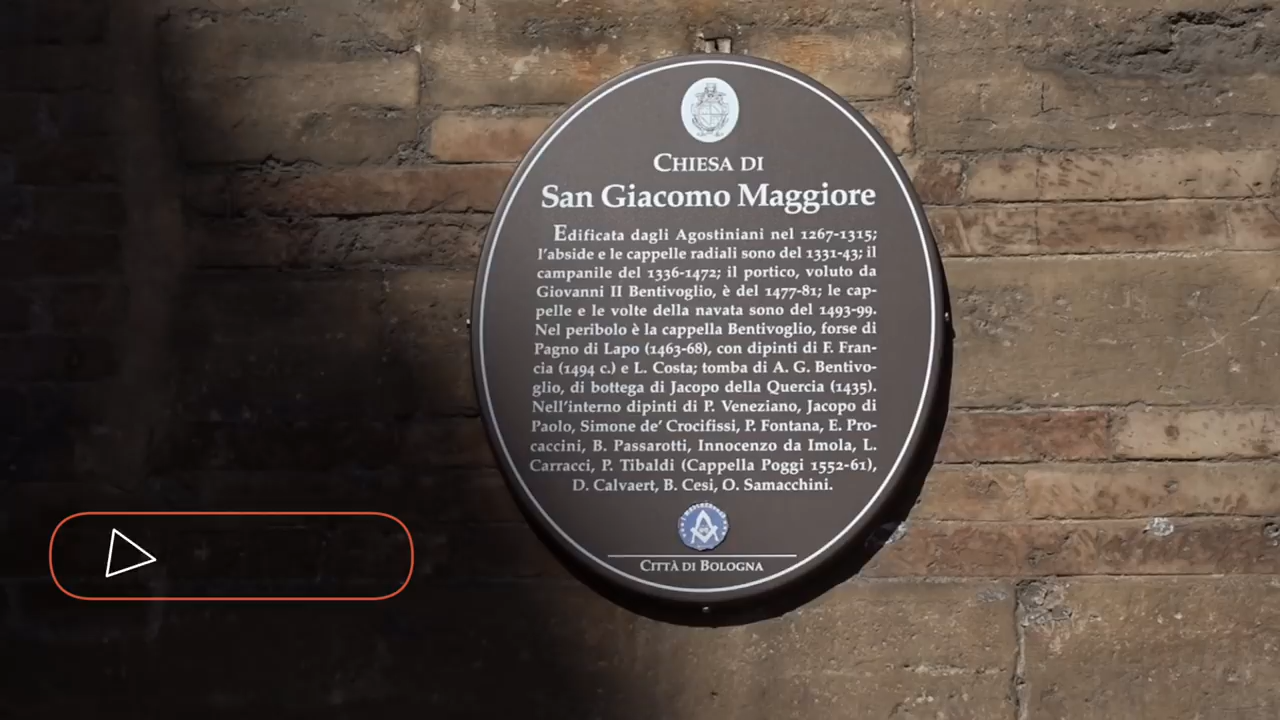 CHIESA DI
San Giacomo Maggiore
Edificata dagli Agostiniani nel 1267-1315;
l'abside e le cappelle radiali sono del 1331-43; il
campanile del 1336-1472; il portico, voluto da
Giovanni II Bentivoglio, è del 1477-81; le cap-
pelle e le volte della navata sono del 1493-99.
Nel peribolo è la cappella Bentivoglio, forse di
Pagno di Lapo (1463-68), con dipinti di F. Fran-
cia (1494 c.) e L. Costa; tomba di A. G. Bentivo-
glio, di bottega di Jacopo della Quercia (1435).
Nell'interno dipinti di P. Veneziano, Jacopo di
Paolo, Simone de' Crocifissi, P. Fontana, E. Pro-
caccini, B. Passarotti, Innocenzo da Imola, L.
Carracci, P. Tibaldi (Cappella Poggi 1552-61),
D. Calvaert, B. Cesi, O. Samacchini.
CITTÀ DI BOLOGNA